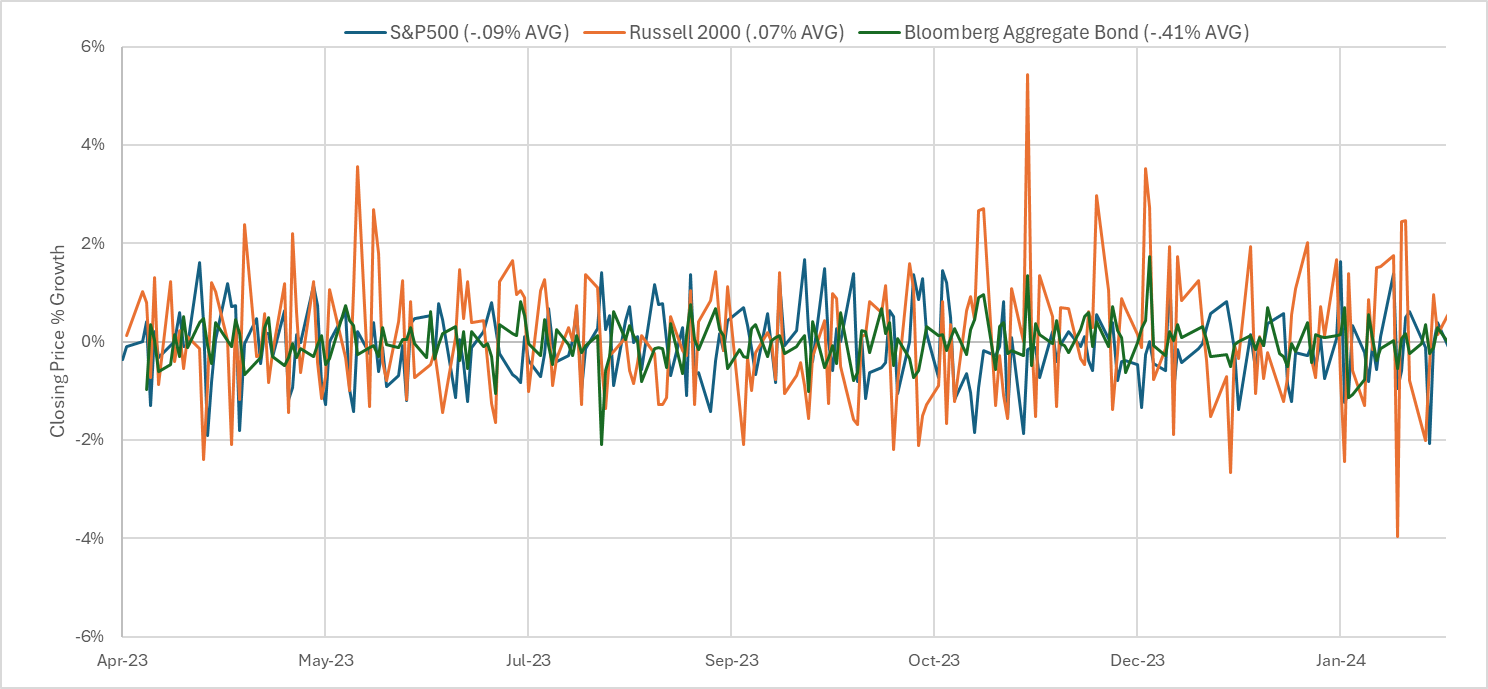 S&P500 (-.09% AVG) Russell 2000 (.07% AVG) Bloomberg Aggregate Bond (-.41% AVG)
6%
4%
2%
0%
-2%
-4%
-6%
Closing Price % Growth
Apr-23 May-23 Jul-23 Sep-23 Oct-23 Dec-23 Jan-24